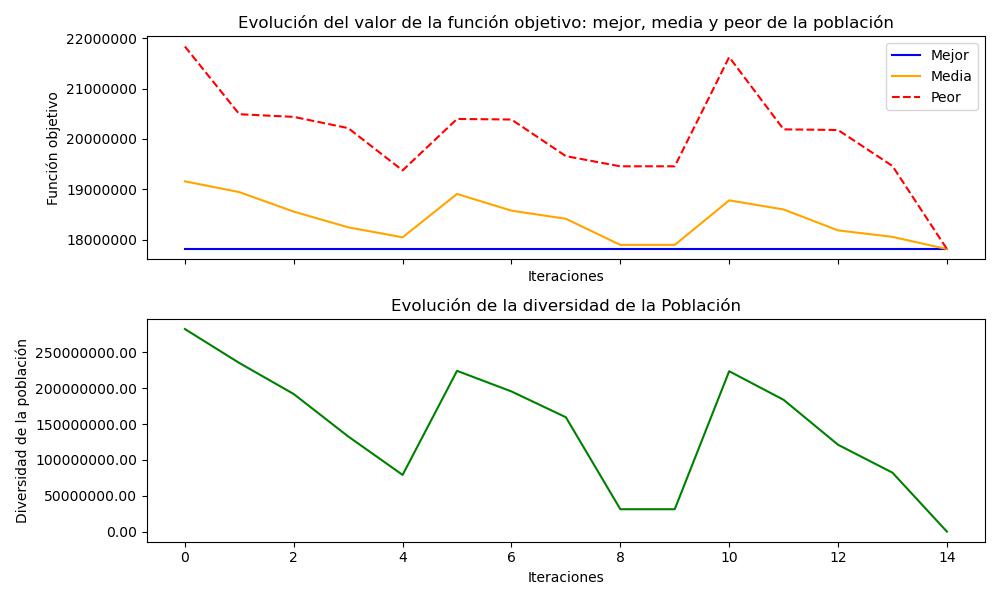 Evolución del valor de la función objetivo: mejor, media y peor de la población
22000000
21000000
20000000
19000000
18000000
Función objetivo
Mejor
Media
Peor
Iteraciones
Evolución de la diversidad de la Población
250000000.00
200000000.00
150000000.00
100000000.00
50000000.00
0.00
Diversidad de la población
0 2 4 6 8 10 12 14
Iteraciones